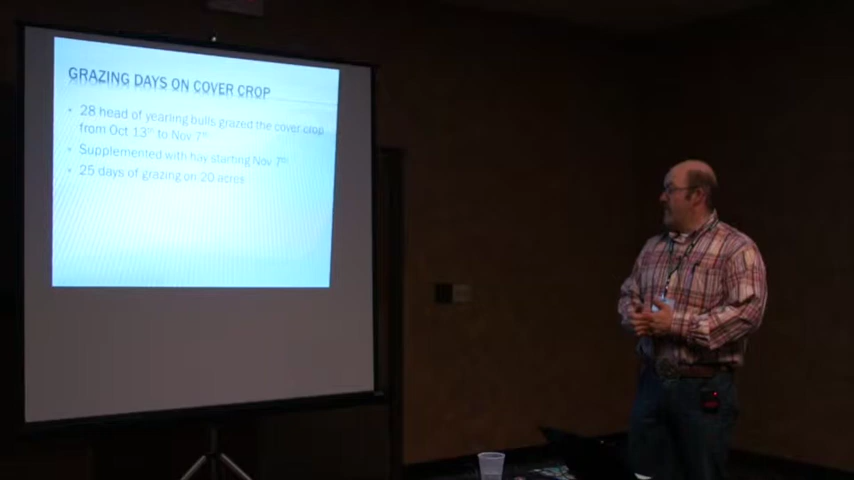 GRAZING DAYS ON COVER CROP
• 28 head of yearling bulls grazed the cover crop
from Oct 13th to Nov 7th
• Supplemented with hay starting Nov 7th
• 25 days of grazing on 20 acres